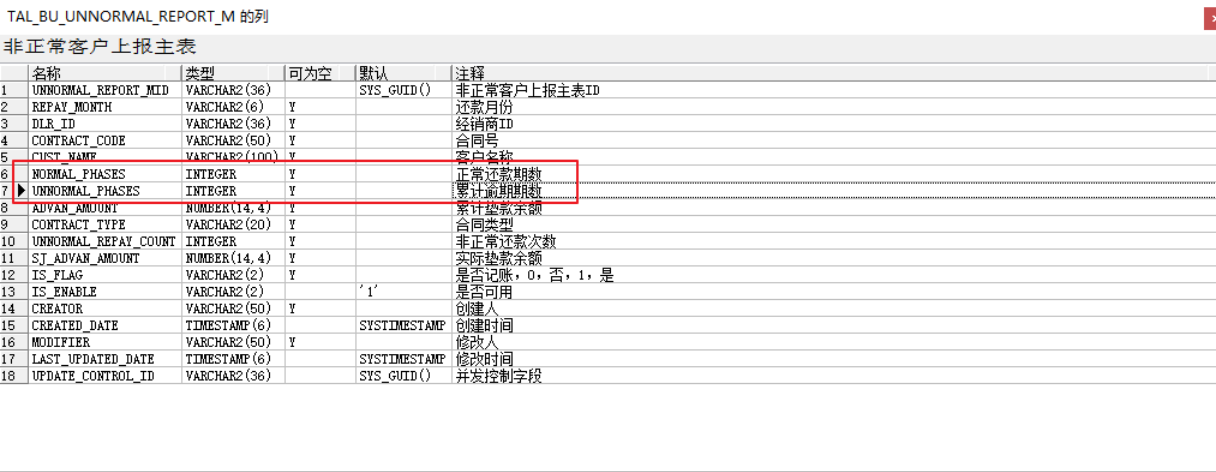 TAL_BU_UNNORMAL_REPORT_M 的列
非正常客户上报主表
名称 类型 可为空 默认 注释
1 UNNORMAL_REPORT_MID VARCHAR2(36) SYS_GUID() 非正常客户上报主表ID
2 REPAY_MONTH VARCHAR2(6) Y 还款月份
3 DLR_ID VARCHAR2(36) Y 经销商ID
4 CONTRACT_CODE VARCHAR2(50) Y 合同号
5 CUST_NAME VARCHAR2(100) Y 客户名称
6 NORMAL_PHASES INTEGER Y 正常还款期数
7 UNNORMAL_PHASES INTEGER Y 累计逾期期数
8 ADVAN_AMOUNT NUMBER(14,4) Y 累计垫款余额
9 CONTRACT_TYPE VARCHAR2(20) Y 合同类型
10 UNNORMAL_REPAY_COUNT INTEGER Y 非正常还款次数
11 SJ_ADVAN_AMOUNT NUMBER(14,4) Y 实际垫款余额
12 IS_FLAG VARCHAR2(2) Y 是否记账，0，否，1，是
13 IS_ENABLE VARCHAR2(2) '1' 是否可用
14 CREATOR VARCHAR2(50) Y 创建人
15 CREATED_DATE TIMESTAMP(6) SYSTIMESTAMP 创建时间
16 MODIFIER VARCHAR2(50) Y 修改人
17 LAST_UPDATED_DATE TIMESTAMP(6) SYSTIMESTAMP 修改时间
18 UPDATE_CONTROL_ID VARCHAR2(36) SYS_GUID() 并发控制字段